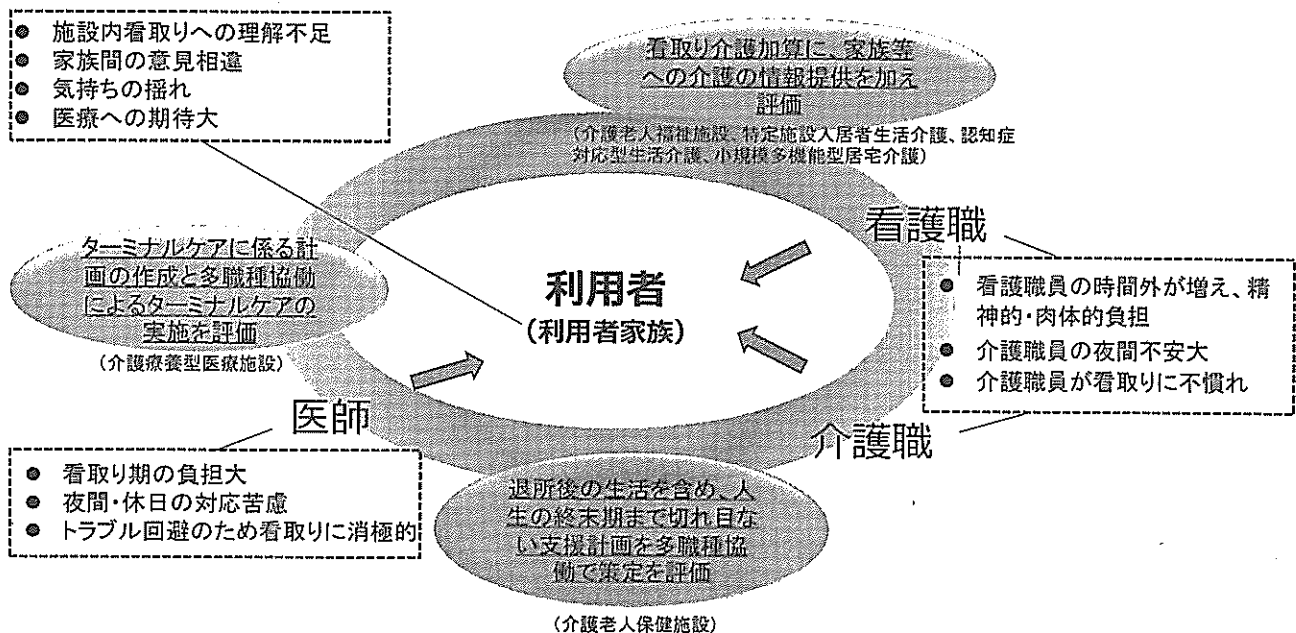 ● 施設内看取りへの理解不足
● 家族間の意見相違
● 気持ちの揺れ
● 医療への期待大
看取り介護加算に、家族等
への介護の情報提供を加え
評価
(介護老人福祉施設、特定施設入居者生活介護、認知症
対応型生活介護、小規模多機能型居宅介護)
ターミナルケアに係る計
画の作成と多職種協働
によるターミナルケアの
実施を評価
(介護療養型医療施設)
利用者
(利用者家族)
看護職
● 看護職員の時間外が増え、精
神的・肉体的負担
● 介護職員の夜間不安大
● 介護職員が看取りに不慣れ
医師
介護職
● 看取り期の負担大
● 夜間・休日の対応苦慮
● トラブル回避のため看取りに消極的
退所後の生活を含め、人
生の終末期まで切れ目な
い支援計画を多職種協
働で策定を評価
(介護老人保健施設)